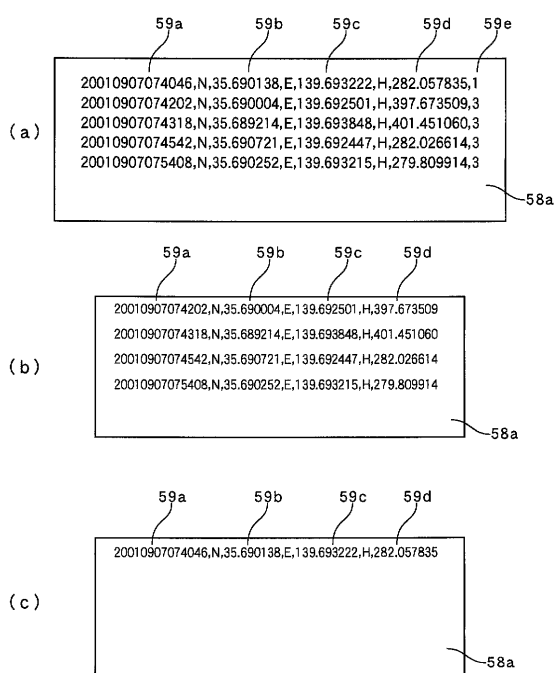 59a 59b 59c 59d 59e
(a)
20010907074046,N,35.690138,E,139.693222,H,282.057835,1
20010907074202,N,35.690004,E,139.692501,H,397.673509,3
20010907074318,N,35.689214,E,139.693848,H,401.451060,3
20010907074542,N,35.690721,E,139.692447,H,282.026614,3
20010907075408,N,35.690252,E,139.693215,H,279.809914,3
58a
59a 59b 59c 59d
(b)
20010907074202,N,35.690004,E,139.692501,H,397.673509
20010907074318,N,35.689214,E,139.693848,H,401.451060
20010907074542,N,35.690721,E,139.692447,H,282.026614
20010907075408,N,35.690252,E,139.693215,H,279.809914
58a
59a 59b 59c 59d
(c)
20010907074046,N,35.690138,E,139.693222,H,282.057835
58a